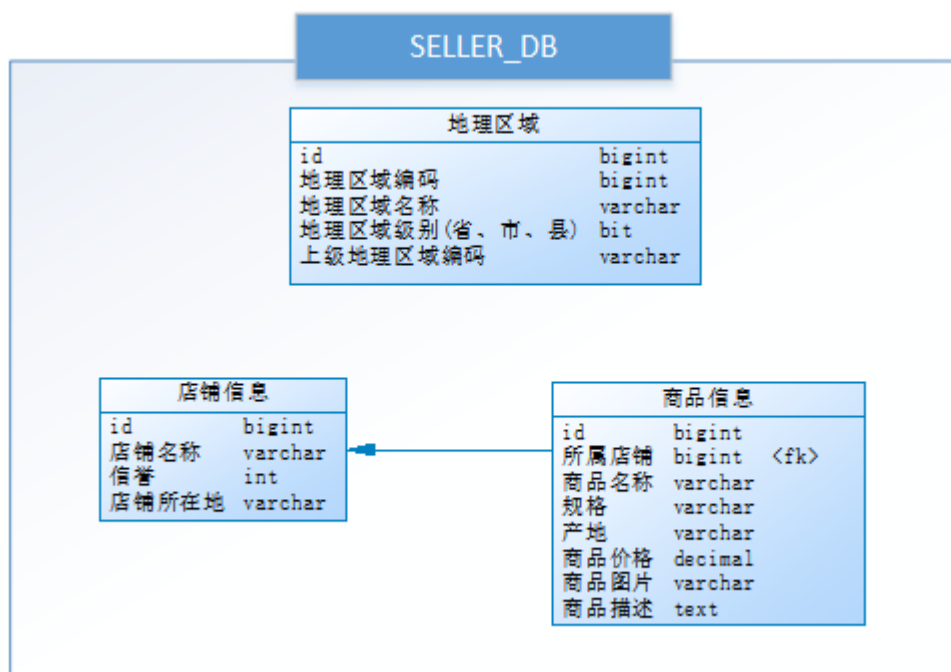 SELLER_DB
地理区域
id bigint
地理区域编码 bigint
地理区域名称 varchar
地理区域级别(省、市、县) bit
上级地理区域编码 varchar
店铺信息
id bigint
店铺名称 varchar
信誉 int
店铺所在地 varchar
商品信息
id bigint
所属店铺 bigint <fk>
商品名称 varchar
规格 varchar
产地 varchar
商品价格 decimal
商品图片 varchar
商品描述 text